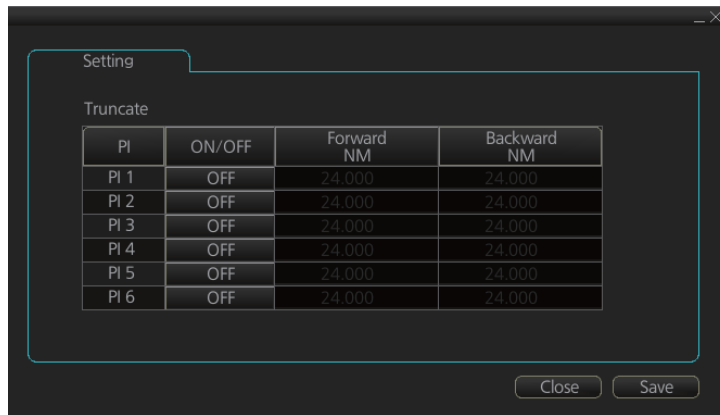 Setting
Truncate
PI ON/OFF Forward NM Backward NM
PI 1 OFF 24.000 24.000
PI 2 OFF 24.000 24.000
PI 3 OFF 24.000 24.000
PI 4 OFF 24.000 24.000
PI 5 OFF 24.000 24.000
PI 6 OFF 24.000 24.000
Close Save